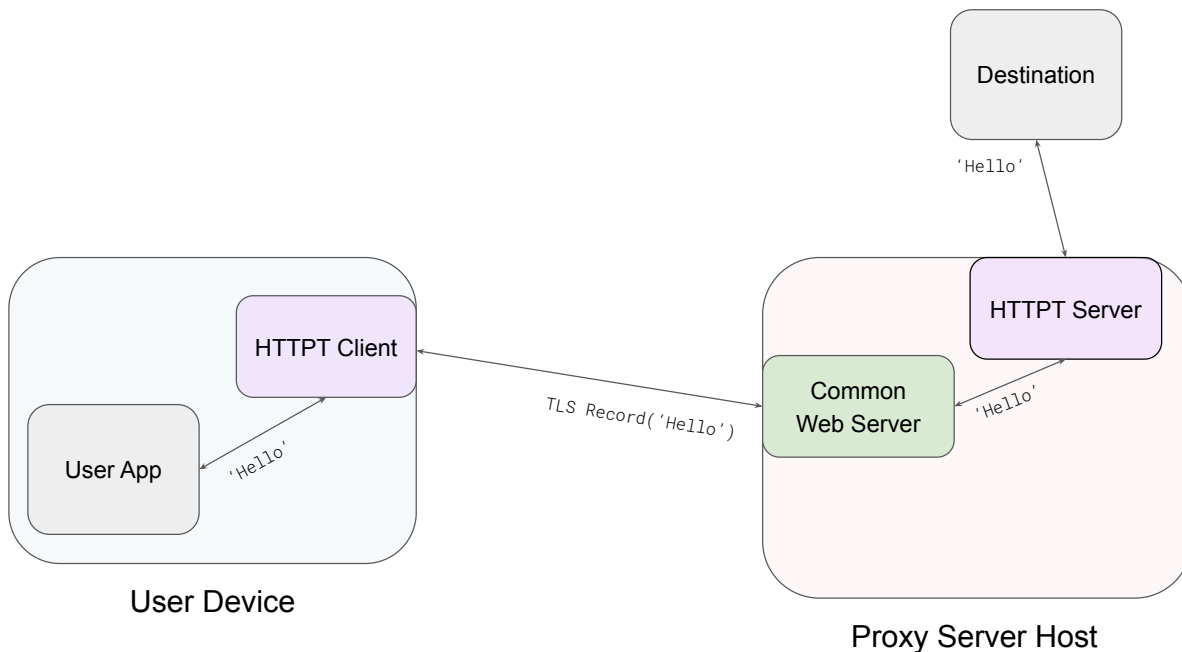 Destination
‘Hello’
HTTPT Server
HTTPT Client
Common
Web Server
TLS Record(‘Hello’)
‘Hello’
User App
‘Hello’
User Device
Proxy Server Host